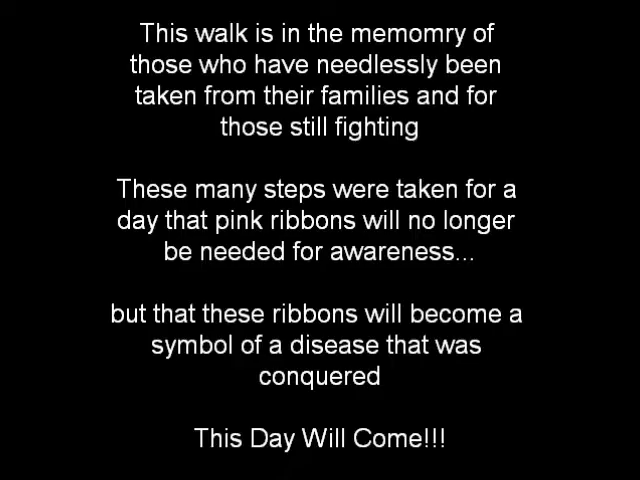 This walk is in the memomry of
those who have needlessly been
taken from their families and for
those still fighting
These many steps were taken for a
day that pink ribbons will no longer
be needed for awareness...
but that these ribbons will become a
symbol of a disease that was
conquered
This Day Will Come!!!